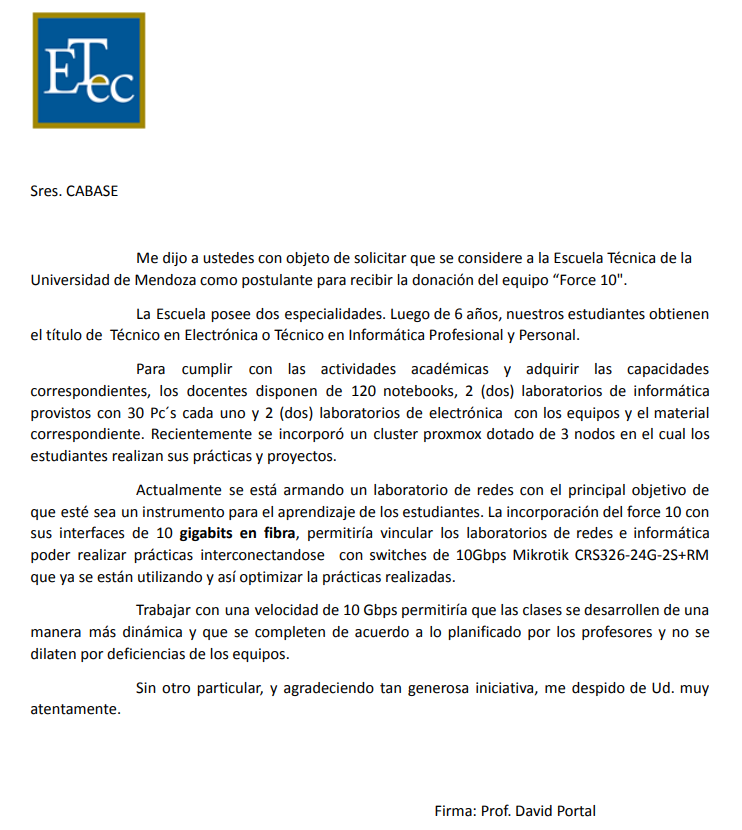 ETec
Sres. CABASE
Me dijo a ustedes con objeto de solicitar que se considere a la Escuela Técnica de la
Universidad de Mendoza como postulante para recibir la donación del equipo “Force 10".
La Escuela posee dos especialidades. Luego de 6 años, nuestros estudiantes obtienen
el título de  Técnico en Electrónica o Técnico en Informática Profesional y Personal.
Para cumplir con las actividades académicas y adquirir las capacidades
correspondientes, los docentes disponen de 120 notebooks, 2 (dos) laboratorios de informática
provistos con 30 Pc´s cada uno y 2 (dos) laboratorios de electrónica  con los equipos y el material
correspondiente. Recientemente se incorporó un cluster proxmox dotado de 3 nodos en el cual los
estudiantes realizan sus prácticas y proyectos.
Actualmente se está armando un laboratorio de redes con el principal objetivo de
que esté sea un instrumento para el aprendizaje de los estudiantes. La incorporación del force 10 con
sus interfaces de 10 gigabits en fibra, permitiría vincular los laboratorios de redes e informática
poder realizar prácticas interconectandose  con switches de 10Gbps Mikrotik CRS326-24G-2S+RM
que ya se están utilizando y así optimizar la prácticas realizadas.
Trabajar con una velocidad de 10 Gbps permitiría que las clases se desarrollen de una
manera más dinámica y que se completen de acuerdo a lo planificado por los profesores y no se
dilaten por deficiencias de los equipos.
Sin otro particular, y agradeciendo tan generosa iniciativa, me despido de Ud. muy
atentamente.
Firma: Prof. David Portal